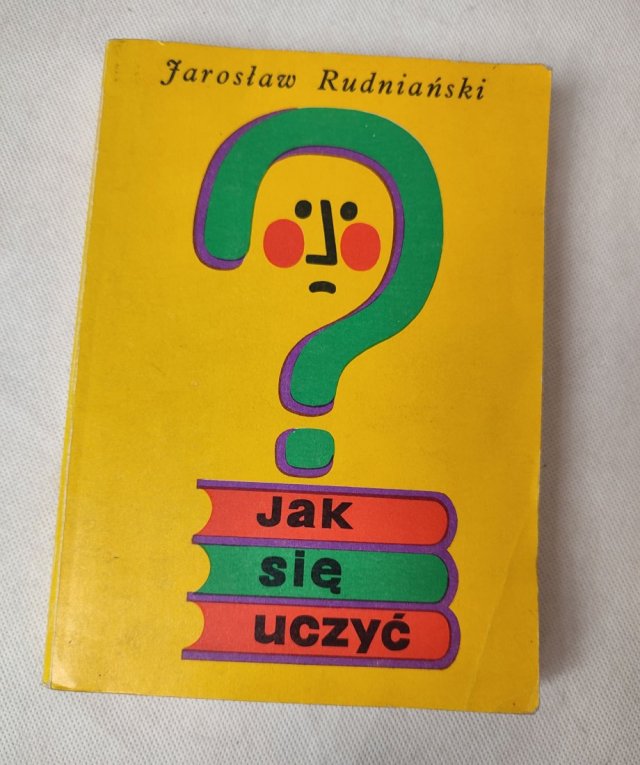 Jarosław Rudniański
Jak
się
uczyć